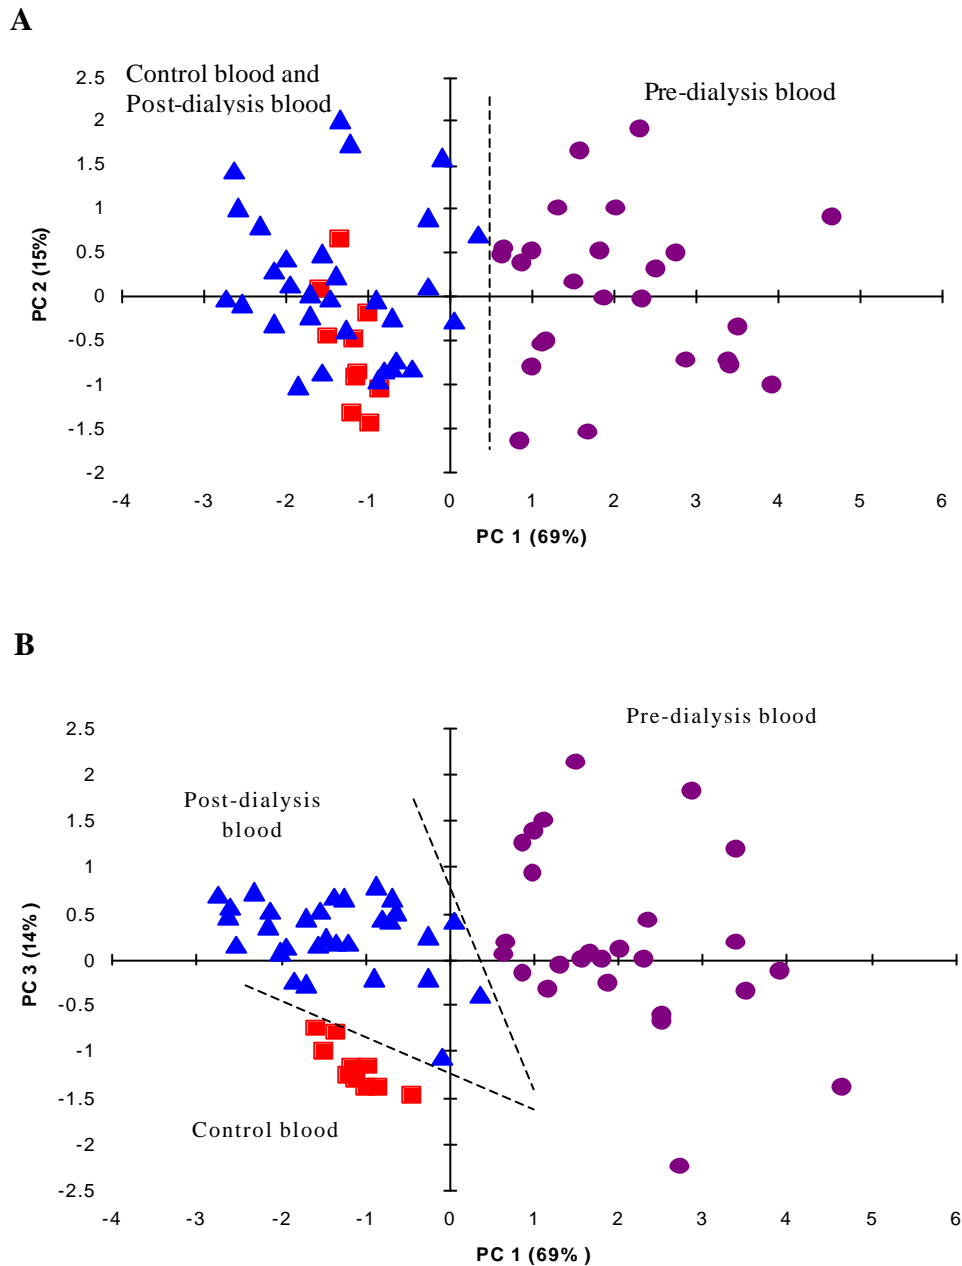 A
Control blood and
Post-dialysis blood
Pre-dialysis blood
2.5
2
1.5
1
0.5
0
-0.5
-1
-1.5
-2
PC 2 (15%)
-4 -3 -2 -1 0 1 2 3 4 5 6
PC 1 (69%)
B
Pre-dialysis blood
Post-dialysis
blood
Control blood
2.5
2
1.5
1
0.5
0
-0.5
-1
-1.5
-2
-2.5
PC 3 (14% )
-4 -3 -2 -1 0 1 2 3 4 5 6
PC 1 (69% )